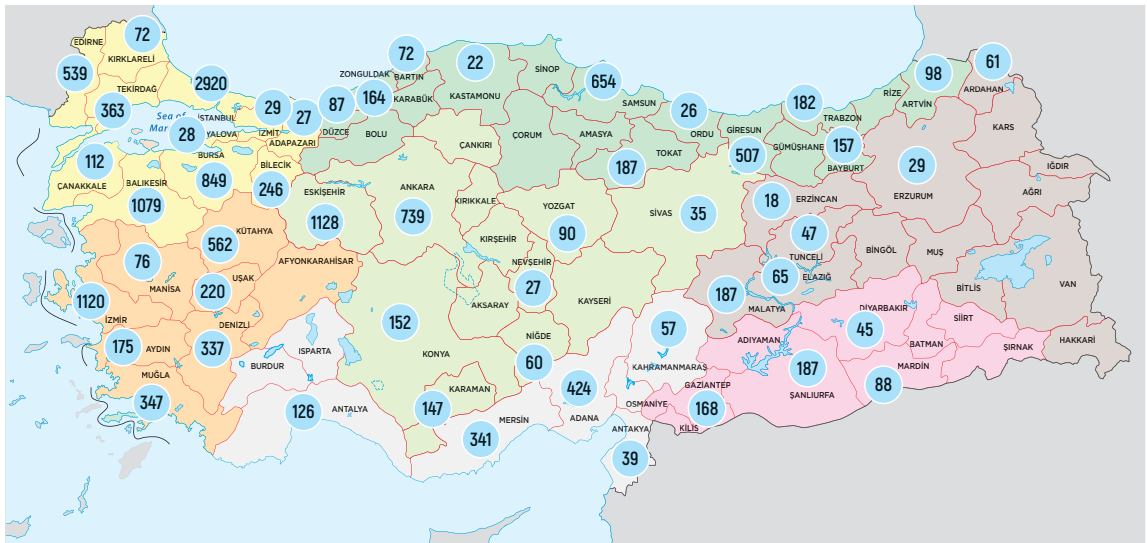 72
EDİRNE
KIRKLARELİ
539
TEKİRDAĞ
363
2920
Sea of
Mar
İSTANBUL
28
YALOVA
29
İZMİT
27
ADAPAZARI
87
DÜZCE
ZONGULDAK
164
72
BARTIN
KARABÜK
BOLU
22
KASTAMONU
SİNOP
654
SAMSUN
26
ORDU
182
GİRESUN
507
TRABZON
GÜMÜŞHANE
157
BAYBURT
98
RİZE
ARTVİN
61
ARDAHAN
KARS
IĞDIR
AĞRI
29
ERZURUM
112
ÇANAKKALE
BALIKESİR
1079
BURSA
849
BİLECİK
246
ESKİŞEHİR
1128
ANKARA
739
ÇANKIRI
KIRIKKALE
ÇORUM
AMASYA
TOKAT
187
YOZGAT
90
KIRŞEHİR
SİVAS
35
18
ERZİNCAN
47
TUNCELİ
65
ELAZIĞ
BİNGÖL
MUŞ
BİTLİS
VAN
HAKKARİ
562
KÜTAHYA
AFYONKARAHİSAR
76
MANİSA
220
UŞAK
1120
İZMİR
175
AYDIN
337
DENİZLİ
MUĞLA
347
BURDUR
ISPARTA
126
ANTALYA
152
KONYA
AKSARAY
NEVŞEHİR
27
KAYSERİ
NİĞDE
60
KARAMAN
147
MERSİN
341
424
ADANA
57
KAHRAMANMARAŞ
OSMANİYE
ANTAKYA
39
187
MALATYA
ADIYAMAN
GAZİANTEP
168
KİLİS
187
ŞANLIURFA
DİYARBAKIR
45
BATMAN
MARDİN
88
SİİRT
ŞIRNAK